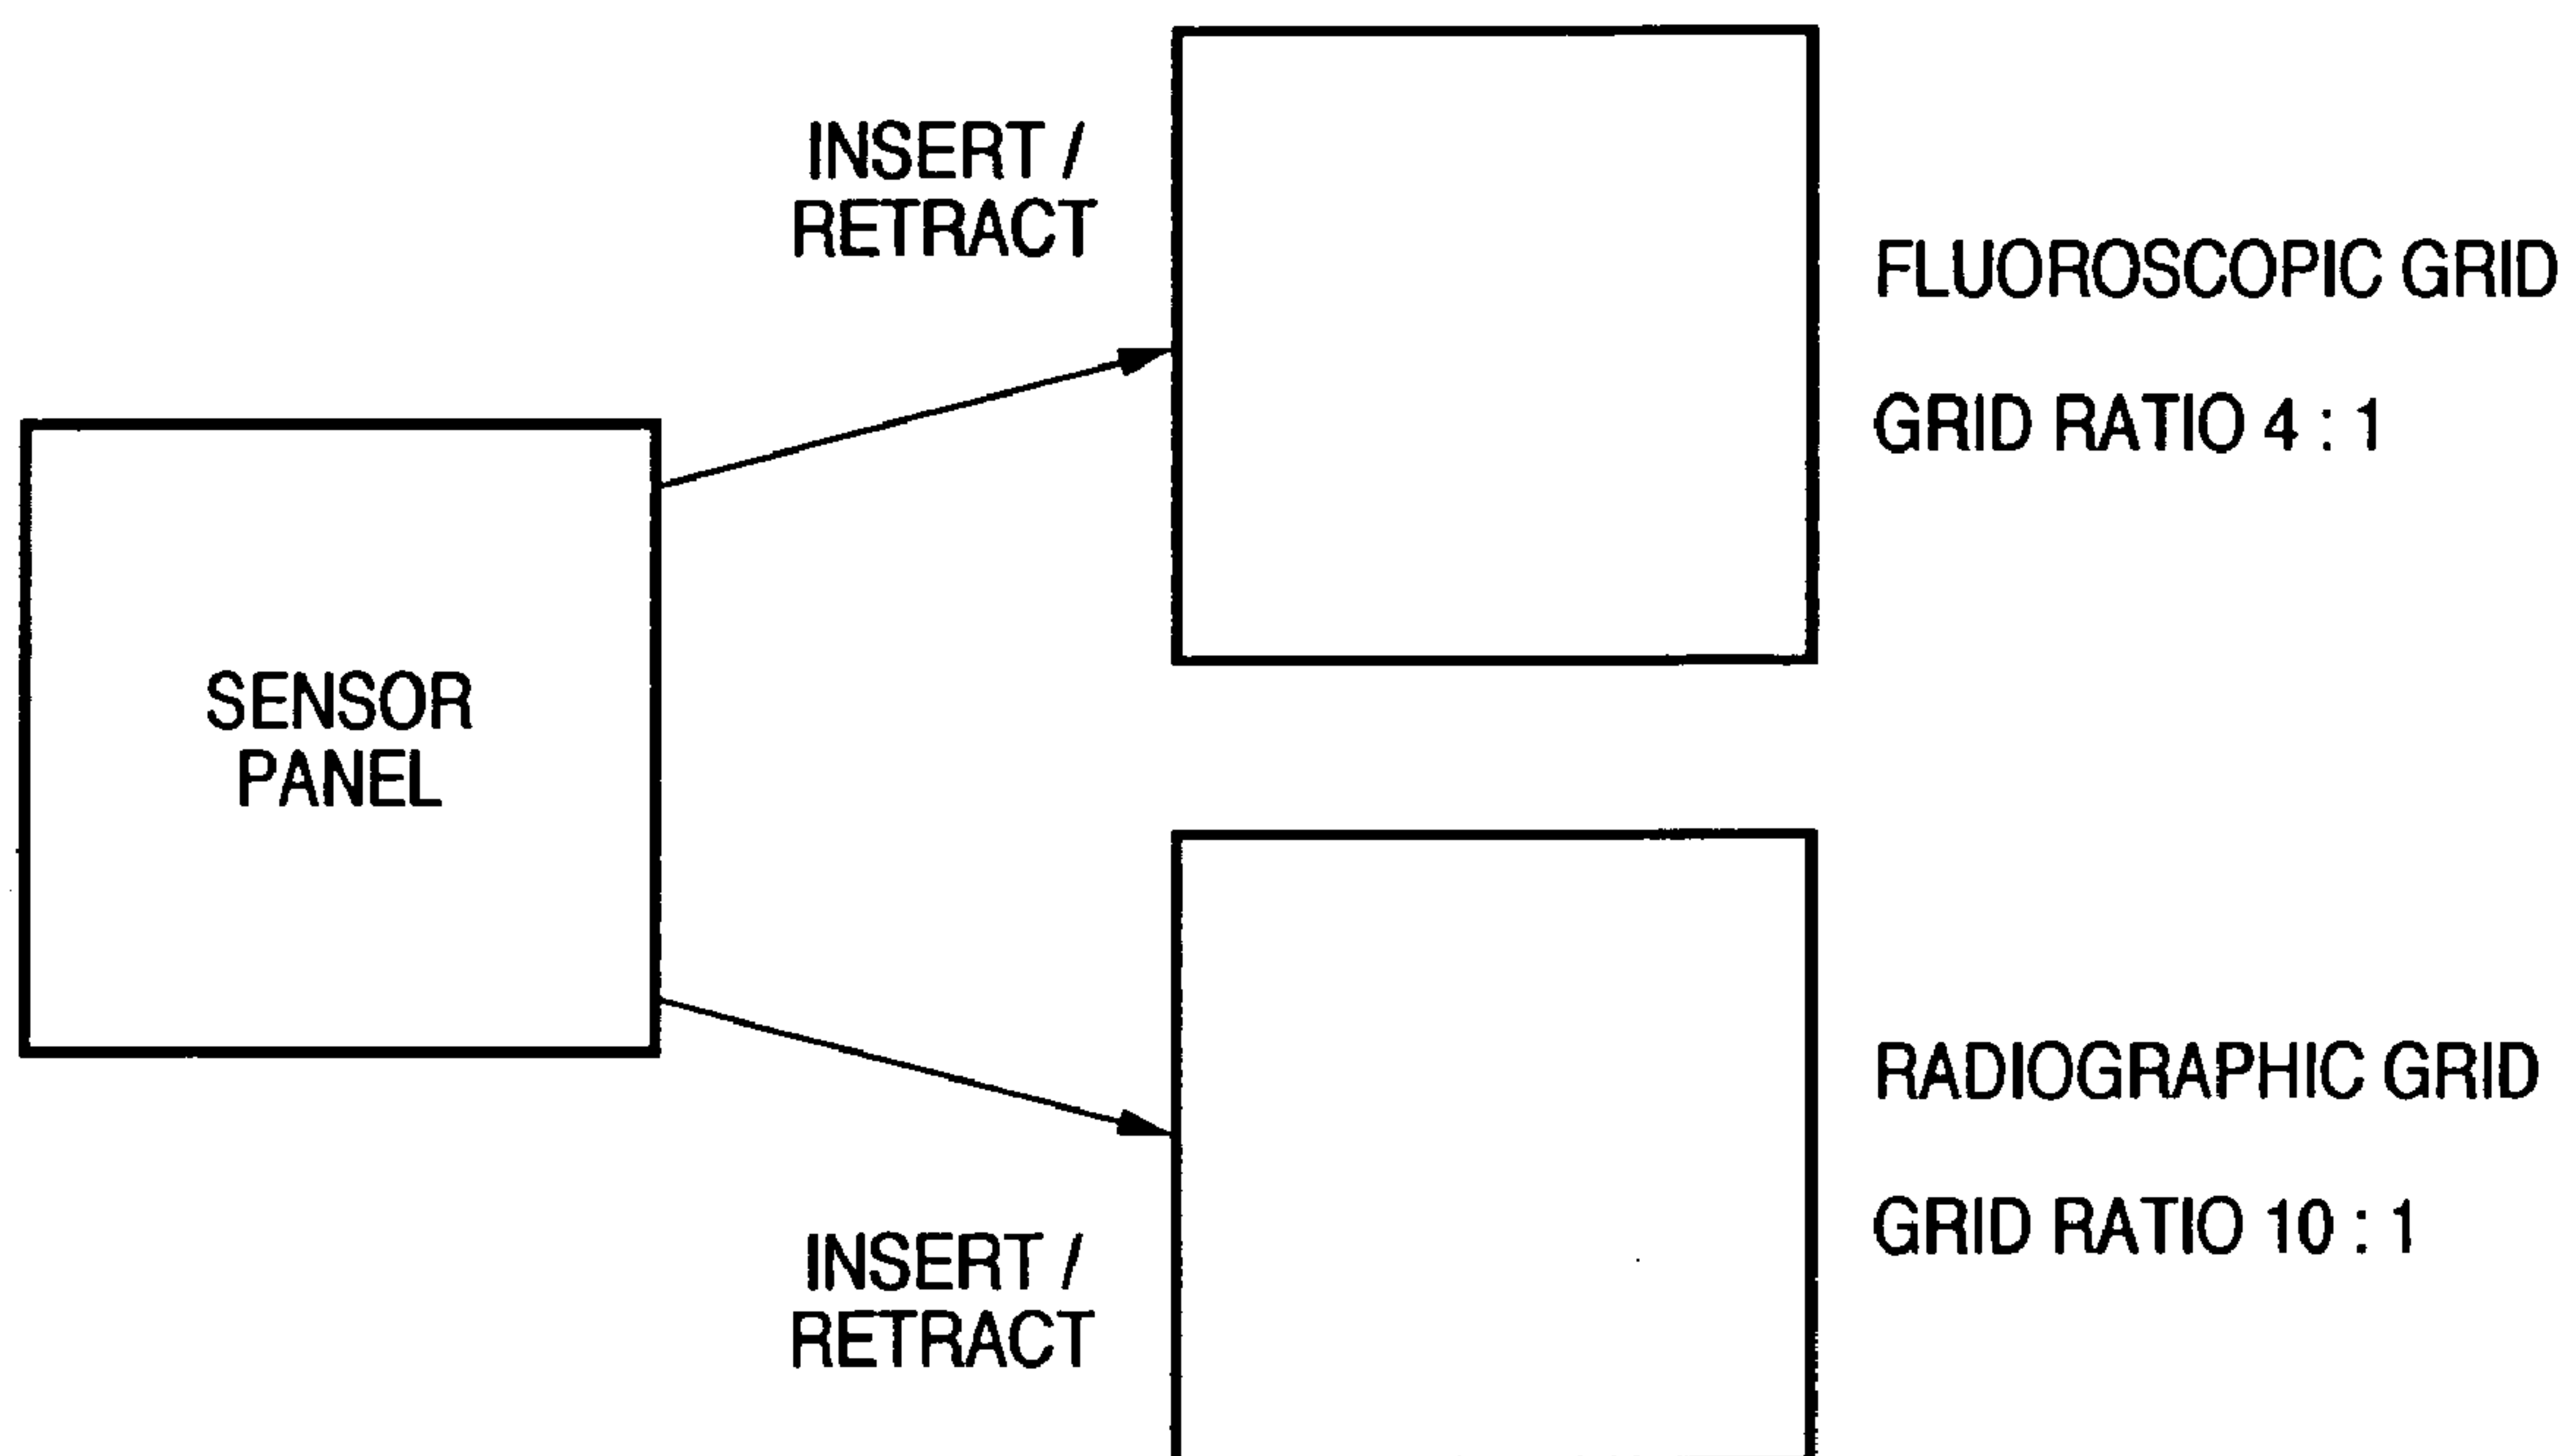 INSERT /
RETRACT
FLUOROSCOPIC GRID
GRID RATIO 4 : 1
SENSOR
PANEL
RADIOGRAPHIC GRID
GRID RATIO 10 : 1
INSERT /
RETRACT